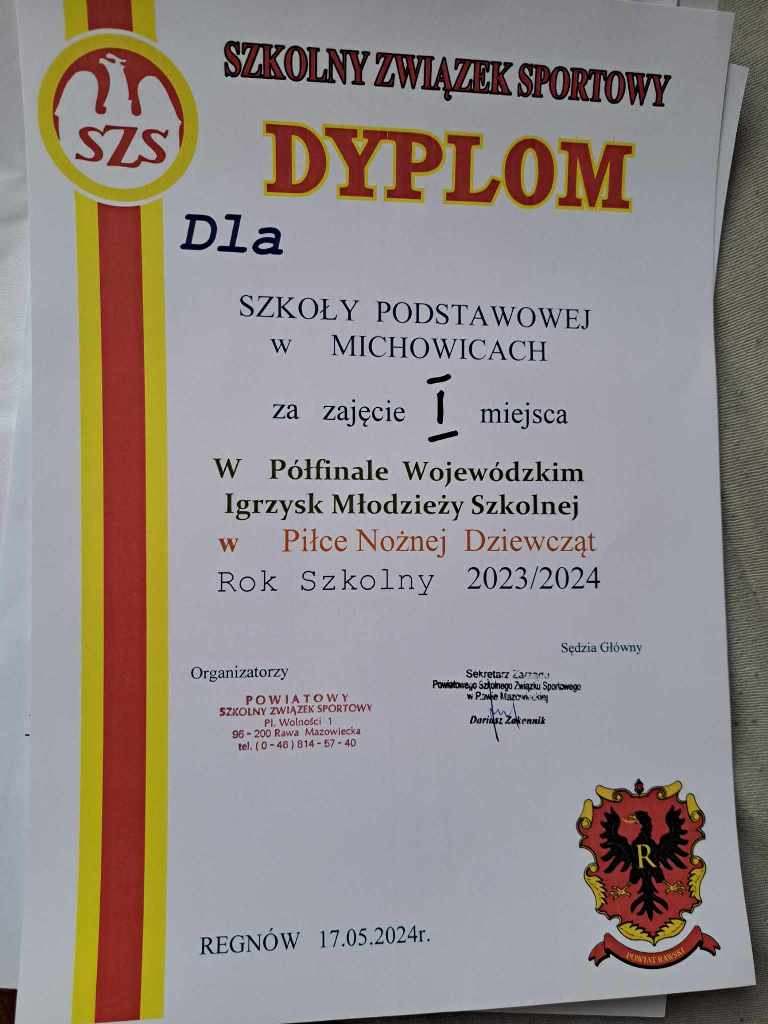 SZKOLNY ZWIĄZEK SPORTOWY
SZS
DYPLOM
Dla
SZKOŁY PODSTAWOWEJ
w MICHOWICACH
za zajęcie I miejsca
W Półfinale Wojewódzkim
Igrzysk Młodzieży Szkolnej
w Piłce Nożnej Dziewcząt
Rok Szkolny 2023/2024
Sędzia Główny
Organizatorzy
POWIATOWY
SZKOLNY ZWIĄZEK SPORTOWY
Pl. Wolności 1
96-200 Rawa Mazowiecka
tel. (0-46) 814-57-40
Sekretarz Zarządu
Powiatowego Szkolnego Związku Sportowego
w Rawie Mazowieckiej
Dariusz
R
POWIAT RAWSKI
REGNÓW 17.05.2024r.